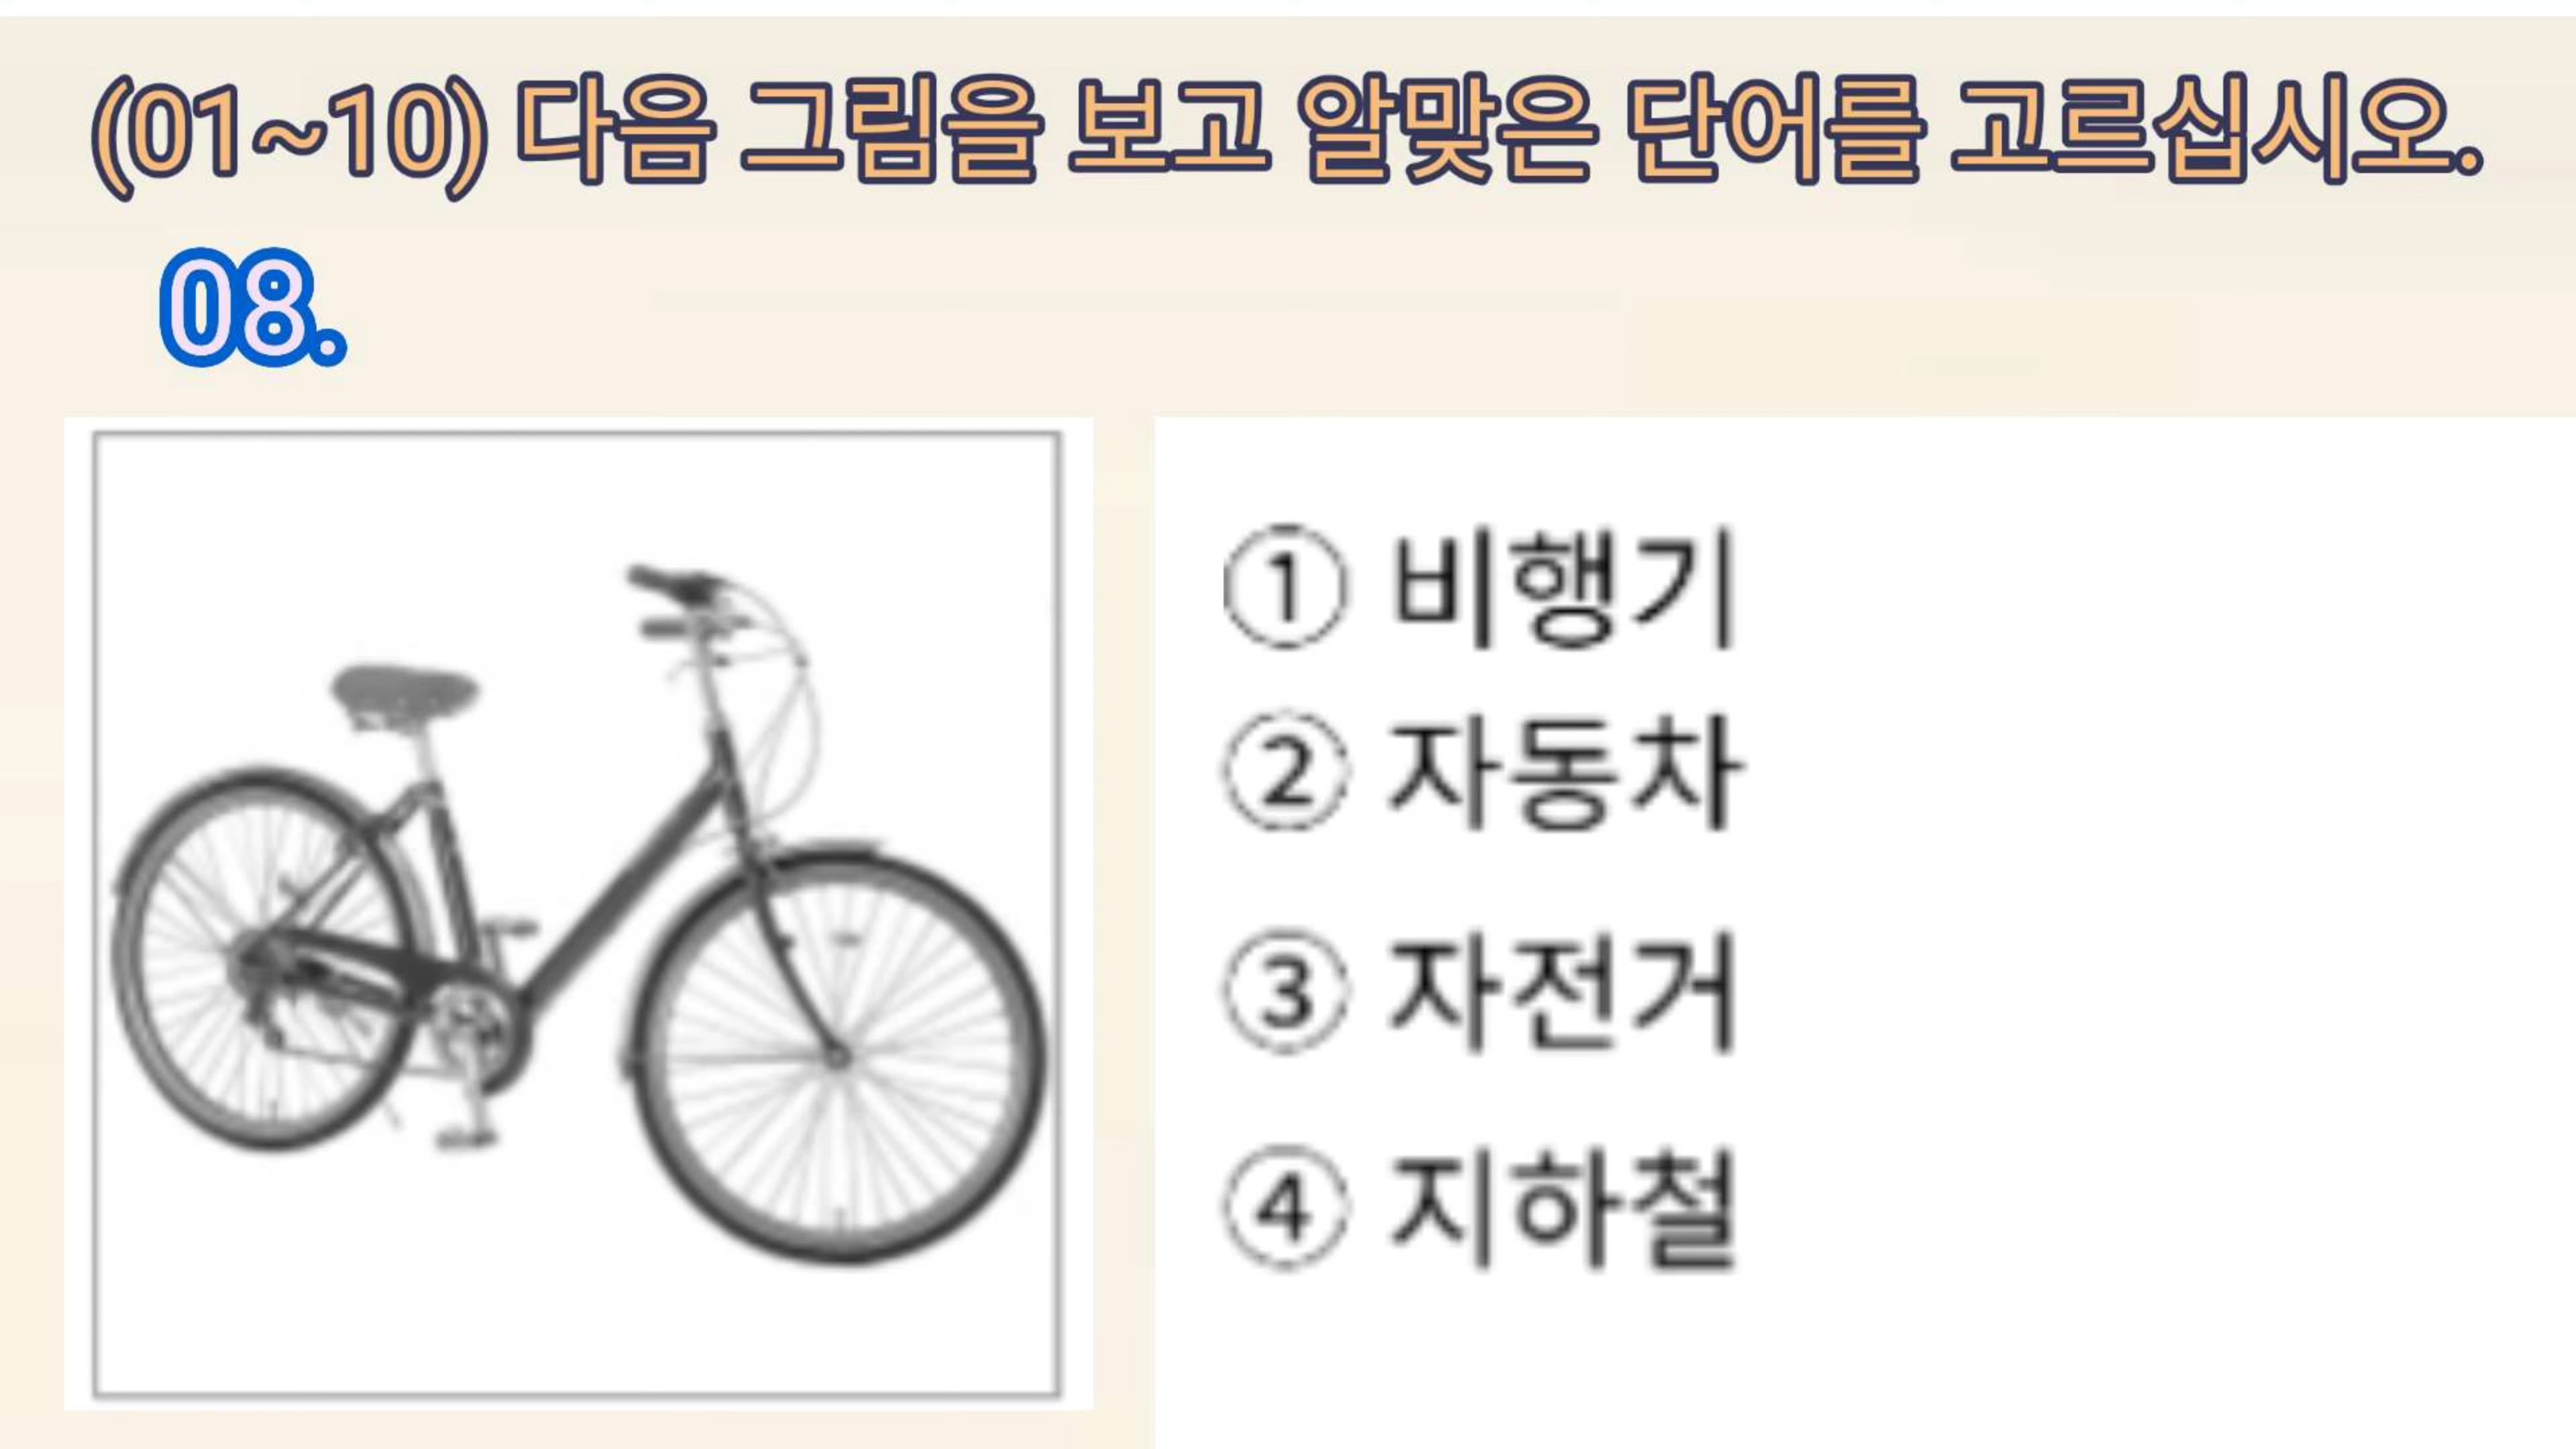 (01~10) 다음 그림을 보고 알맞은 단어를 고르십시오.
08.
① 비행기
② 자동차
③ 자전거
④ 지하철